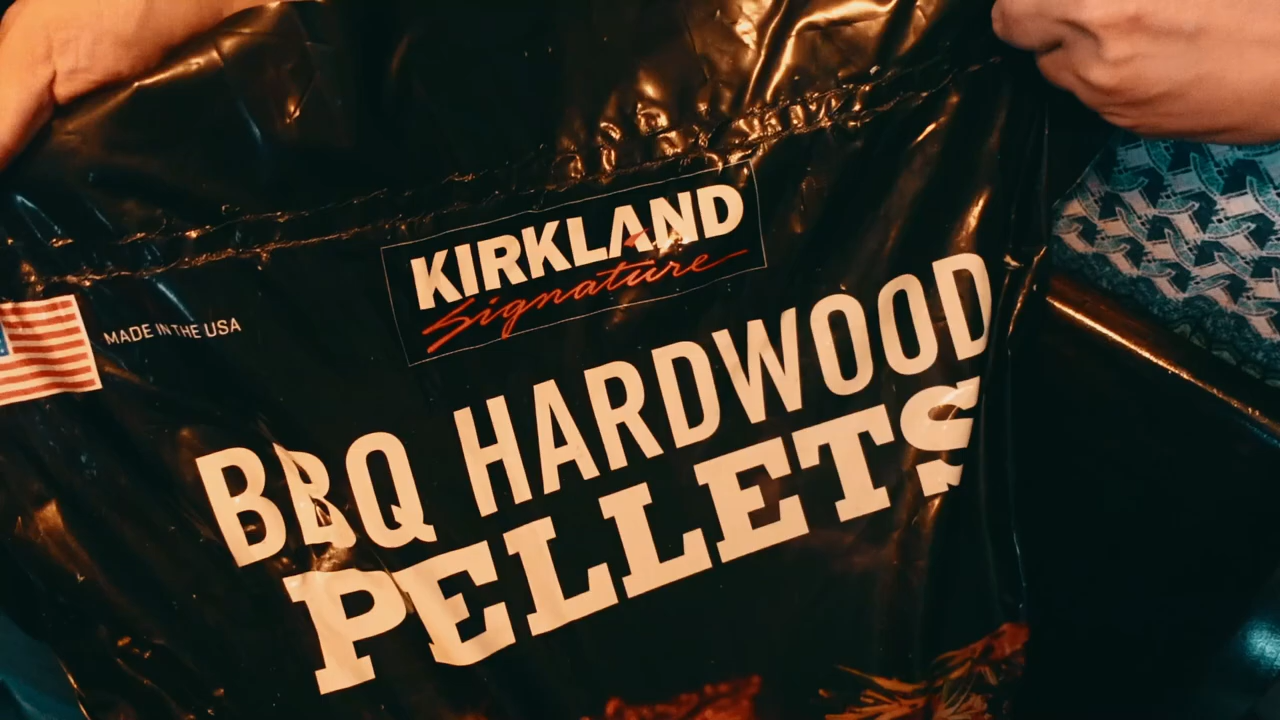 KIRKLAND
Signature
MADE IN THE USA
BBQ HARDWOOD
PELLETS